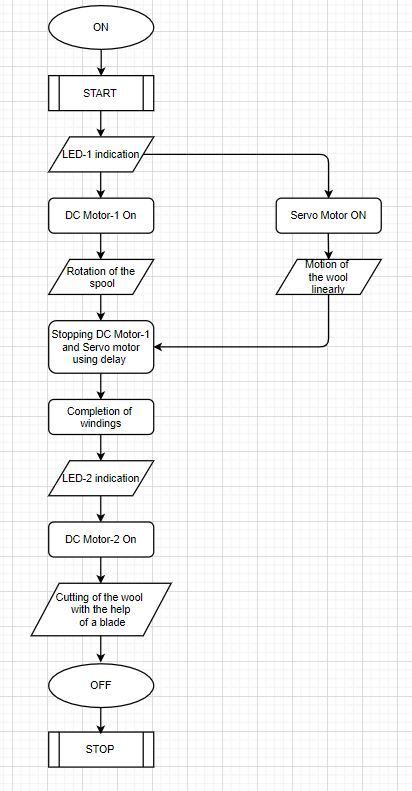 ON
START
LED-1 indication
DC Motor-1 On
Servo Motor ON
Rotation of the
spool
Motion of
the wool
linearly
Stopping DC Motor-1
and Servo motor
using delay
Completion of
windings
LED-2 indication
DC Motor-2 On
Cutting of the wool
with the help
of a blade
OFF
STOP